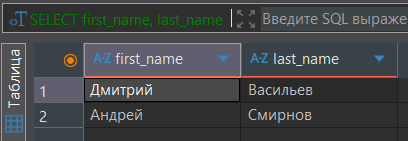 SELECT first_name, last_name Введите SQL выраже
Таблица
A-Z first_name A-Z last_name
1 Дмитрий Васильев
2 Андрей Смирнов